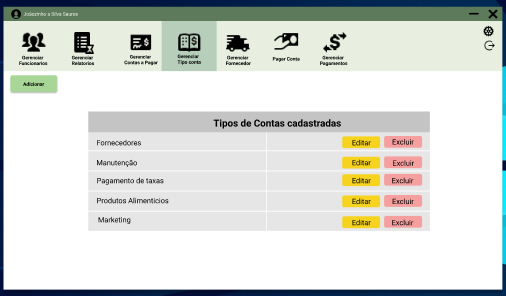 Joãozinho a Silva Sauros
Gerenciar
Funcionarios
Gerenciar
Relatorios
Gerenciar
Contas a Pagar
Gerenciar
Tipo conta
Gerenciar
Fornecedor
Pagar Conta
Gerenciar
Pagamentos
Adicionar
Tipos de Contas cadastradas
Fornecedores Editar Excluir
Manutenção Editar Excluir
Pagamento de taxas Editar Excluir
Produtos Alimentícios Editar Excluir
Marketing Editar Excluir